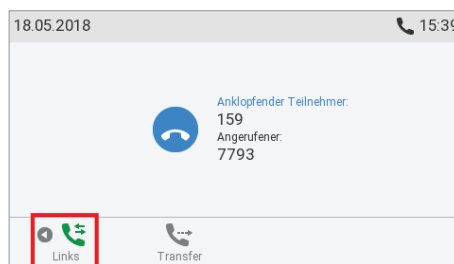 18.05.2018 15:39
Anklopfender Teilnehmer:
159
Angerufener:
7793
Links Transfer